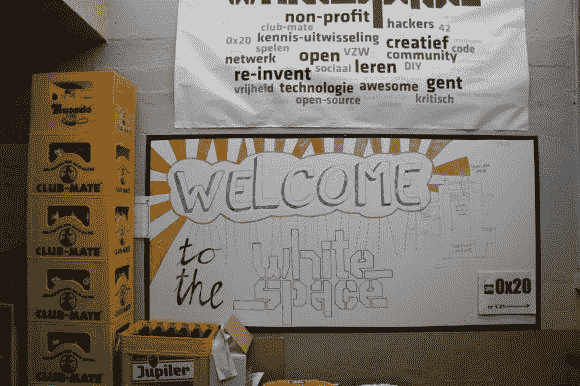 non-profit hackers
club-mate 42
0x20 kennis-uitwisseling creatief code
spelen VZW
netwerk open community
re-invent sociaal leren DIY
vrijheid technologie awesome gent
open-source kritisch
WELCOME
to
the
white
space
0x20
CLUB-MATE
CLUB-MATE
CLUB-MATE
CLUB-MATE
Jupiler